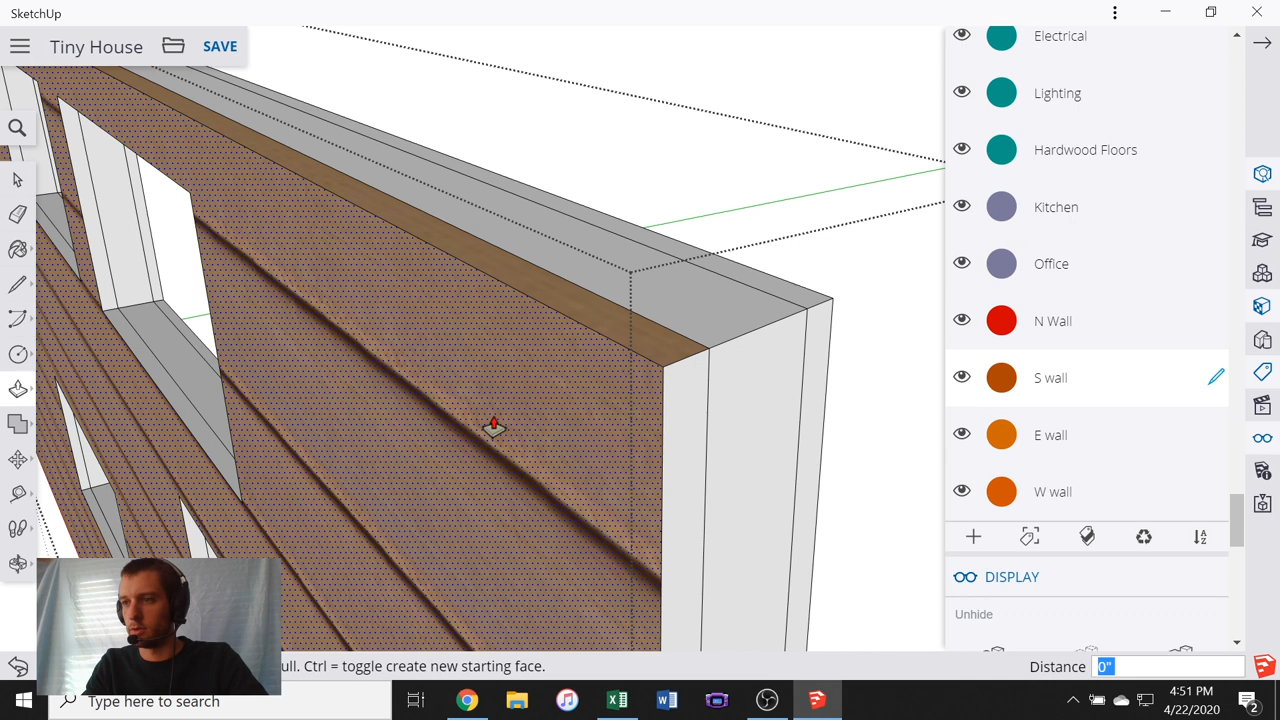 SketchUp
Tiny House
SAVE
Electrical
Lighting
Hardwood Floors
Kitchen
Office
N Wall
S wall
E wall
W wall
DISPLAY
Unhide
ull. Ctrl = toggle create new starting face.
Distance 0"
Type here to search
4:51 PM
4/22/2020
2